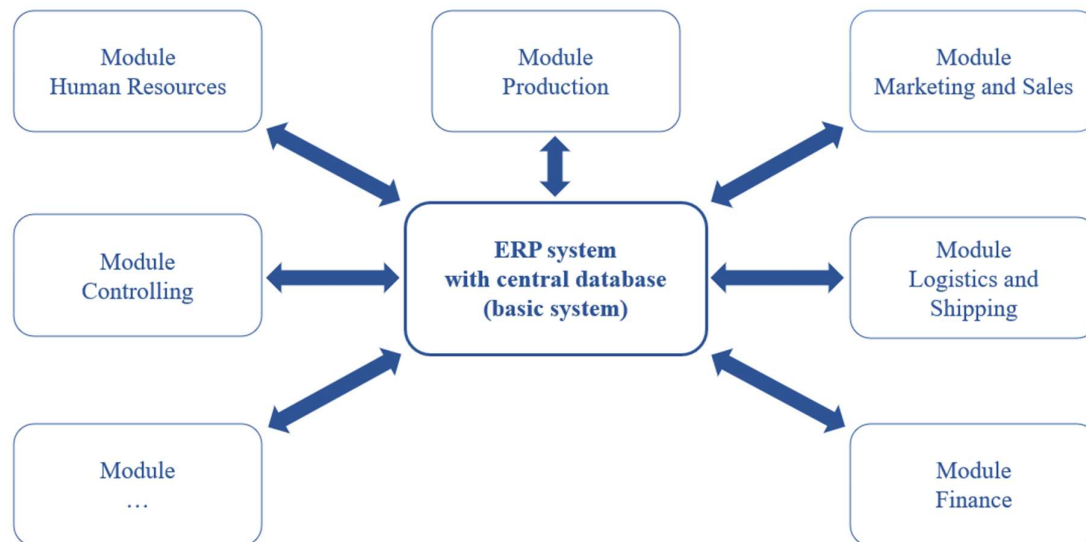 Module
Human Resources
Module
Production
Module
Marketing and Sales
Module
Controlling
ERP system
with central database
(basic system)
Module
Logistics and
Shipping
Module
…
Module
Finance